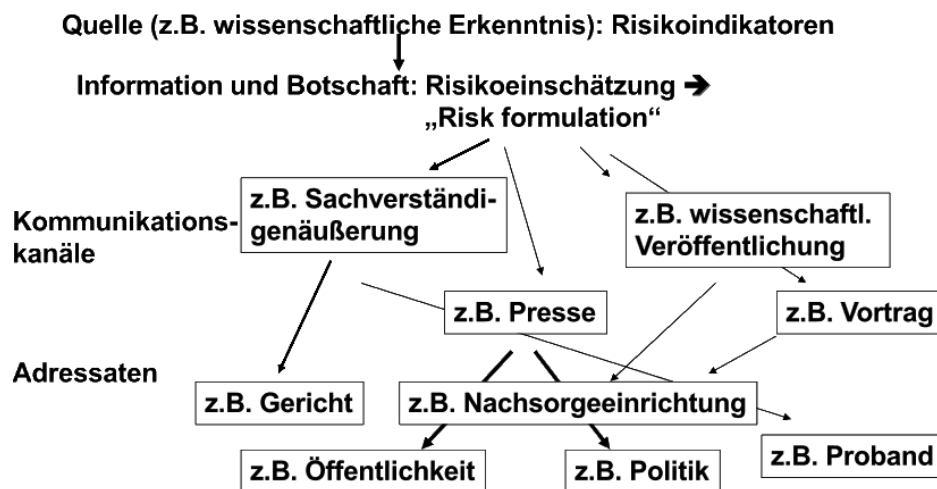 Quelle (z.B. wissenschaftliche Erkenntnis): Risikoindikatoren
Information und Botschaft: Risikoeinschätzung ➔
„Risk formulation“
Kommunikations-
kanäle
z.B. Sachverständi-
genäußerung
z.B. wissenschaftl.
Veröffentlichung
z.B. Presse
z.B. Vortrag
Adressaten
z.B. Gericht
z.B. Nachsorgeeinrichtung
z.B. Öffentlichkeit
z.B. Politik
z.B. Proband